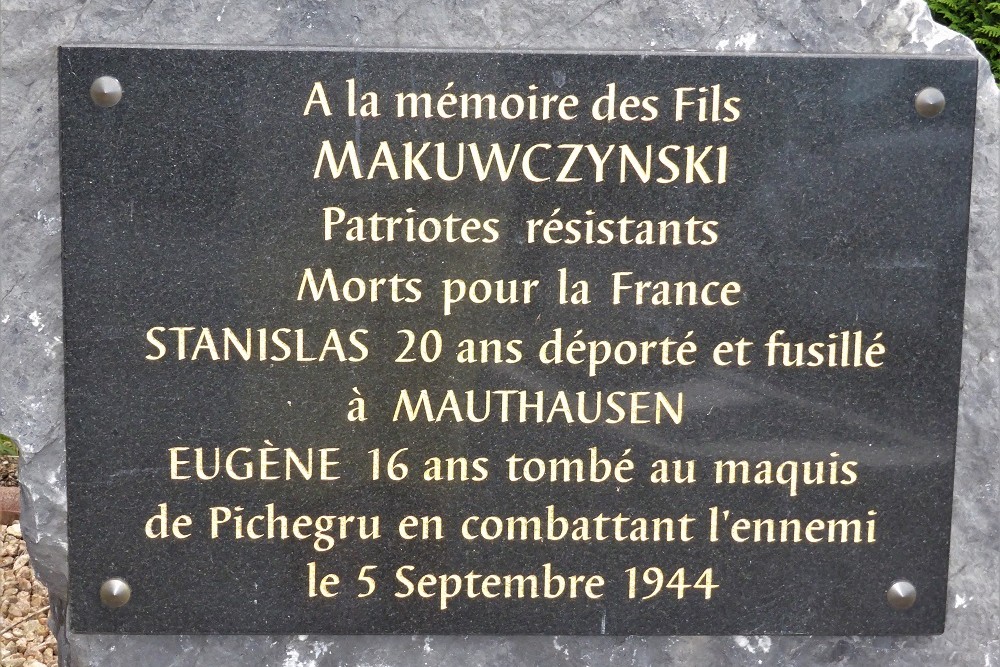 A la mémoire des Fils
MAKUWCZYNSKI
Patriotes résistants
Morts pour la France
STANISLAS 20 ans déporté et fusillé
à MAUTHAUSEN
EUGÈNE 16 ans tombé au maquis
de Pichegru en combattant l'ennemi
le 5 Septembre 1944